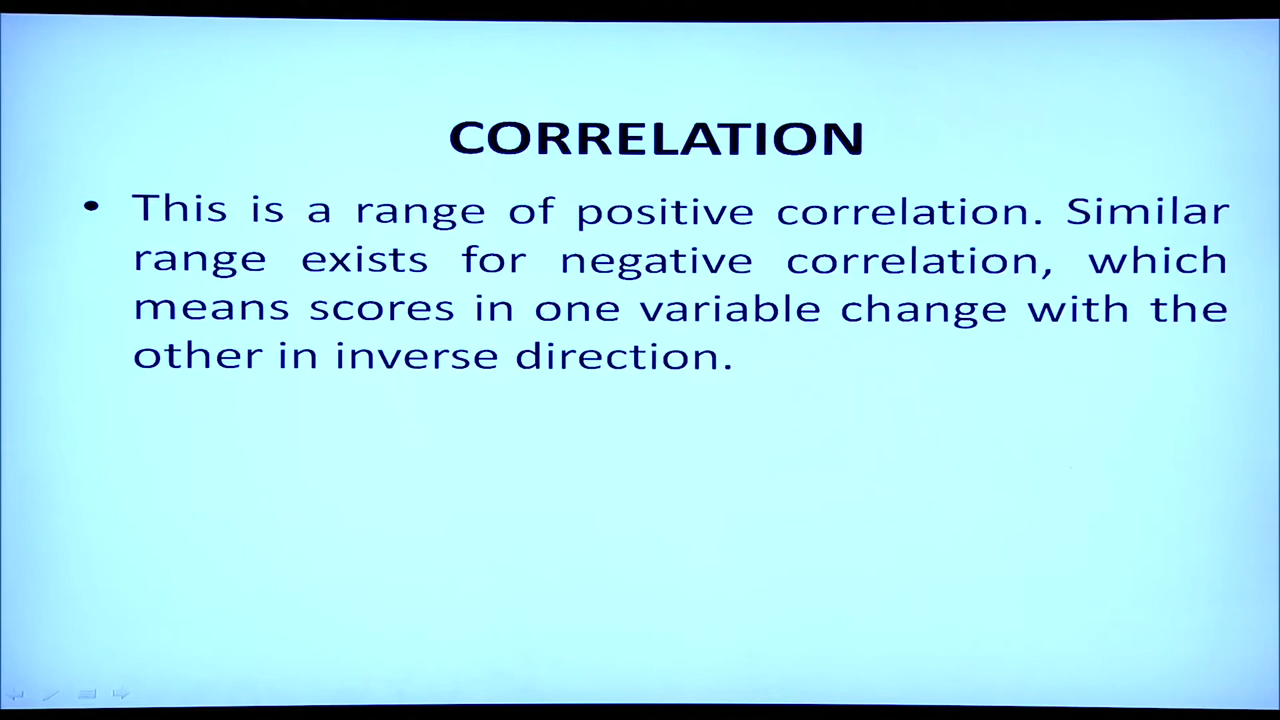 CORRELATION
• This is a range of positive correlation. Similar
range exists for negative correlation, which
means scores in one variable change with the
other in inverse direction.